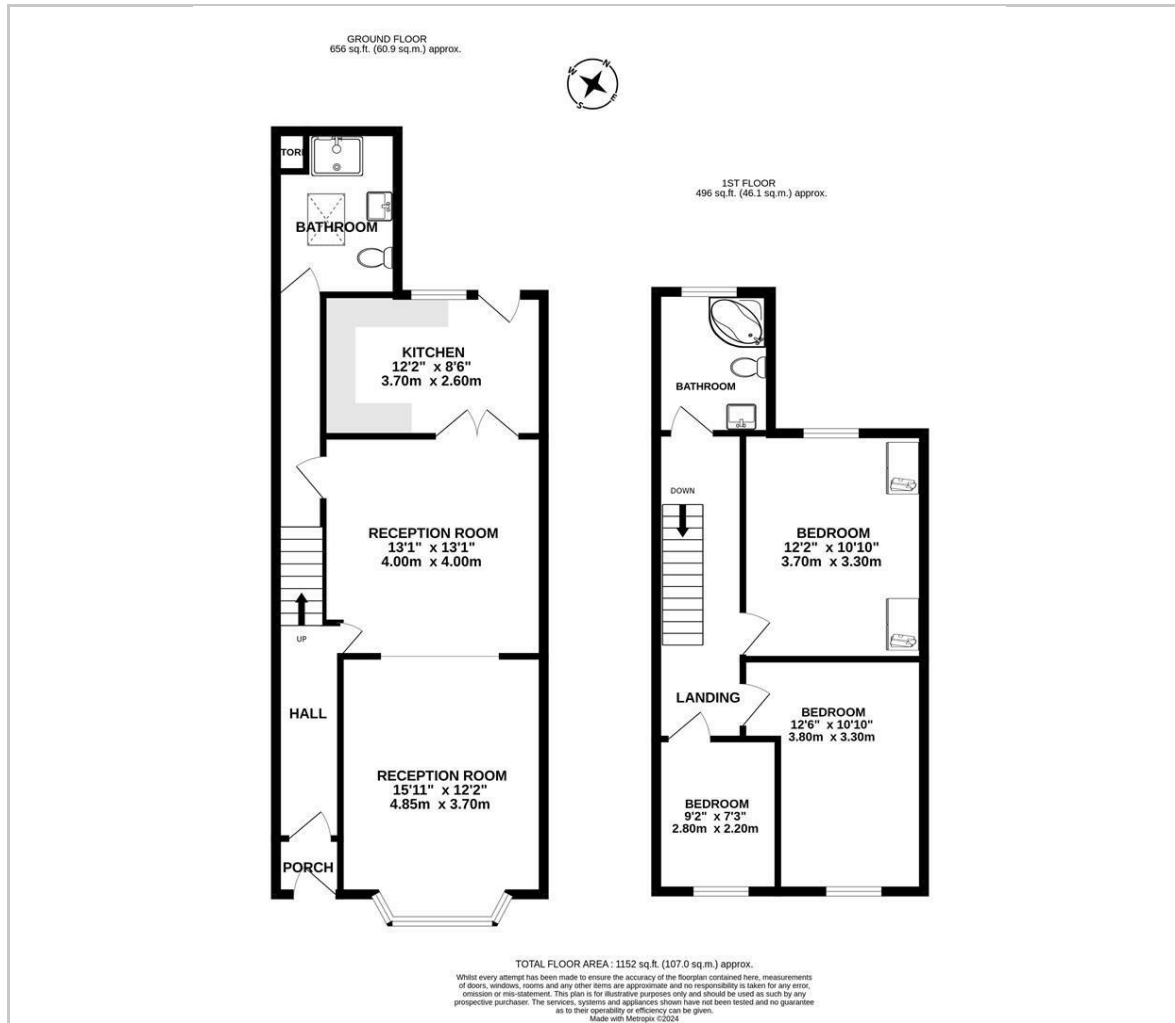 GROUND FLOOR
656 sq.ft. (60.9 sq.m.) approx.
N
W
E
S
1ST FLOOR
496 sq.ft. (46.1 sq.m.) approx.
TOR
BATHROOM
KITCHEN
12'2" x 8'6"
3.70m x 2.60m
RECEPTION ROOM
13'1" x 13'1"
4.00m x 4.00m
UP
HALL
RECEPTION ROOM
15'11" x 12'2"
4.85m x 3.70m
PORCH
BATHROOM
DOWN
BEDROOM
12'2" x 10'10"
3.70m x 3.30m
LANDING
BEDROOM
12'6" x 10'10"
3.80m x 3.30m
BEDROOM
9'2" x 7'3"
2.80m x 2.20m
TOTAL FLOOR AREA : 1152 sq.ft. (107.0 sq.m.) approx.
Whilst every attempt has been made to ensure the accuracy of the floorplan contained here, measurements
of doors, windows, rooms and any other items are approximate and no responsibility is taken for any error,
omission or mis-statement. This plan is for illustrative purposes only and should be used as such by any
prospective purchaser. The services, systems and appliances shown have not been tested and no guarantee
as to their operability or efficiency can be given.
Made with Metropix ©2024